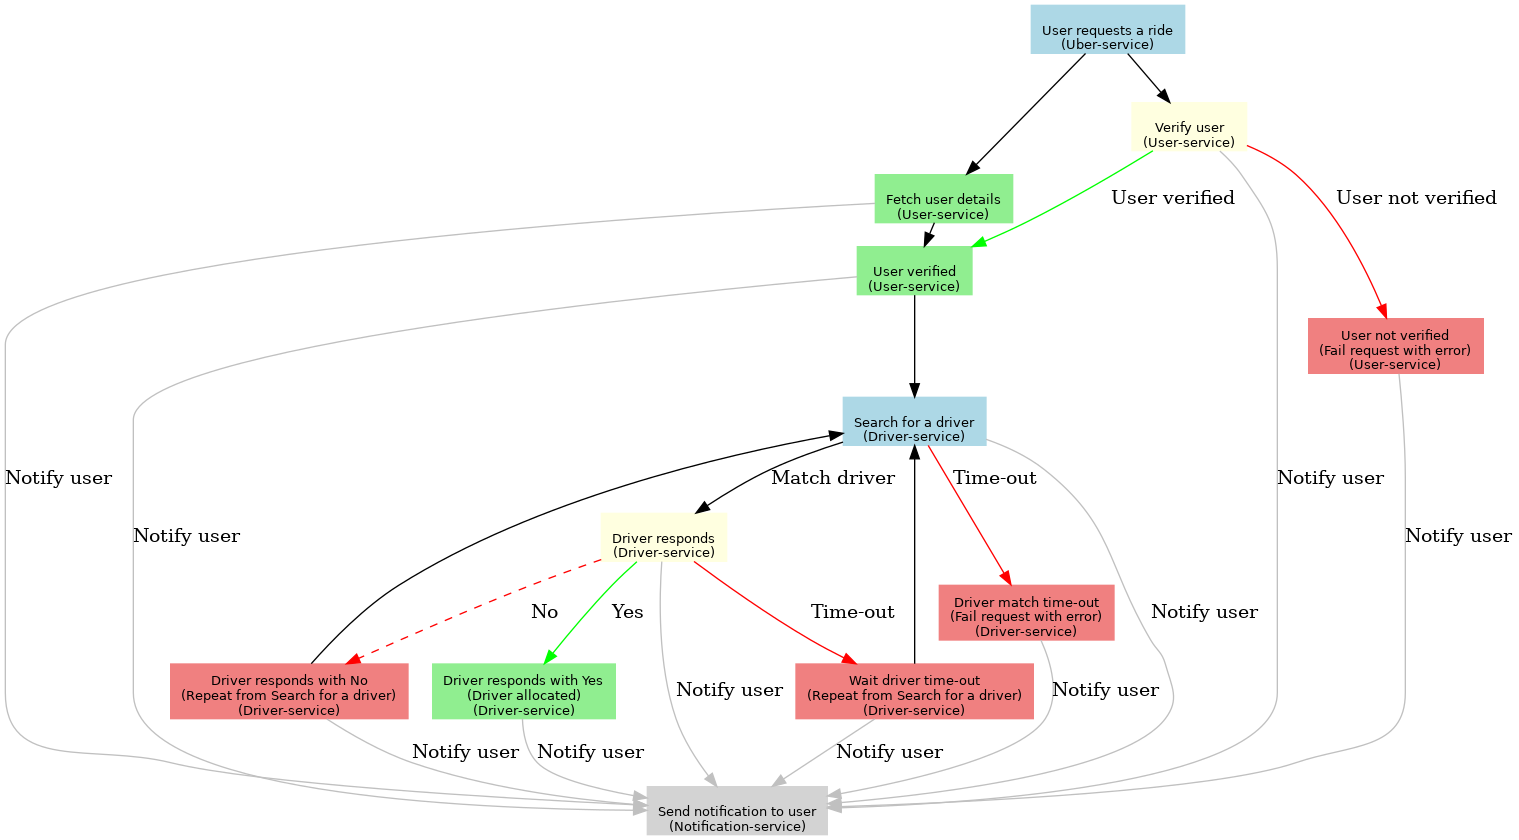 User requests a ride
(Uber-service)
Verify user
(User-service)
Fetch user details
(User-service)
User verified
User not verified
User verified
(User-service)
User not verified
(Fail request with error)
(User-service)
Search for a driver
(Driver-service)
Notify user
Match driver
Time-out
Notify user
Notify user
Notify user
Driver responds
(Driver-service)
Driver match time-out
(Fail request with error)
(Driver-service)
No
Yes
Time-out
Notify user
Driver responds with No
(Repeat from Search for a driver)
(Driver-service)
Driver responds with Yes
(Driver allocated)
(Driver-service)
Notify user
Wait driver time-out
(Repeat from Search for a driver)
(Driver-service)
Notify user
Notify user
Notify user
Notify user
Send notification to user
(Notification-service)